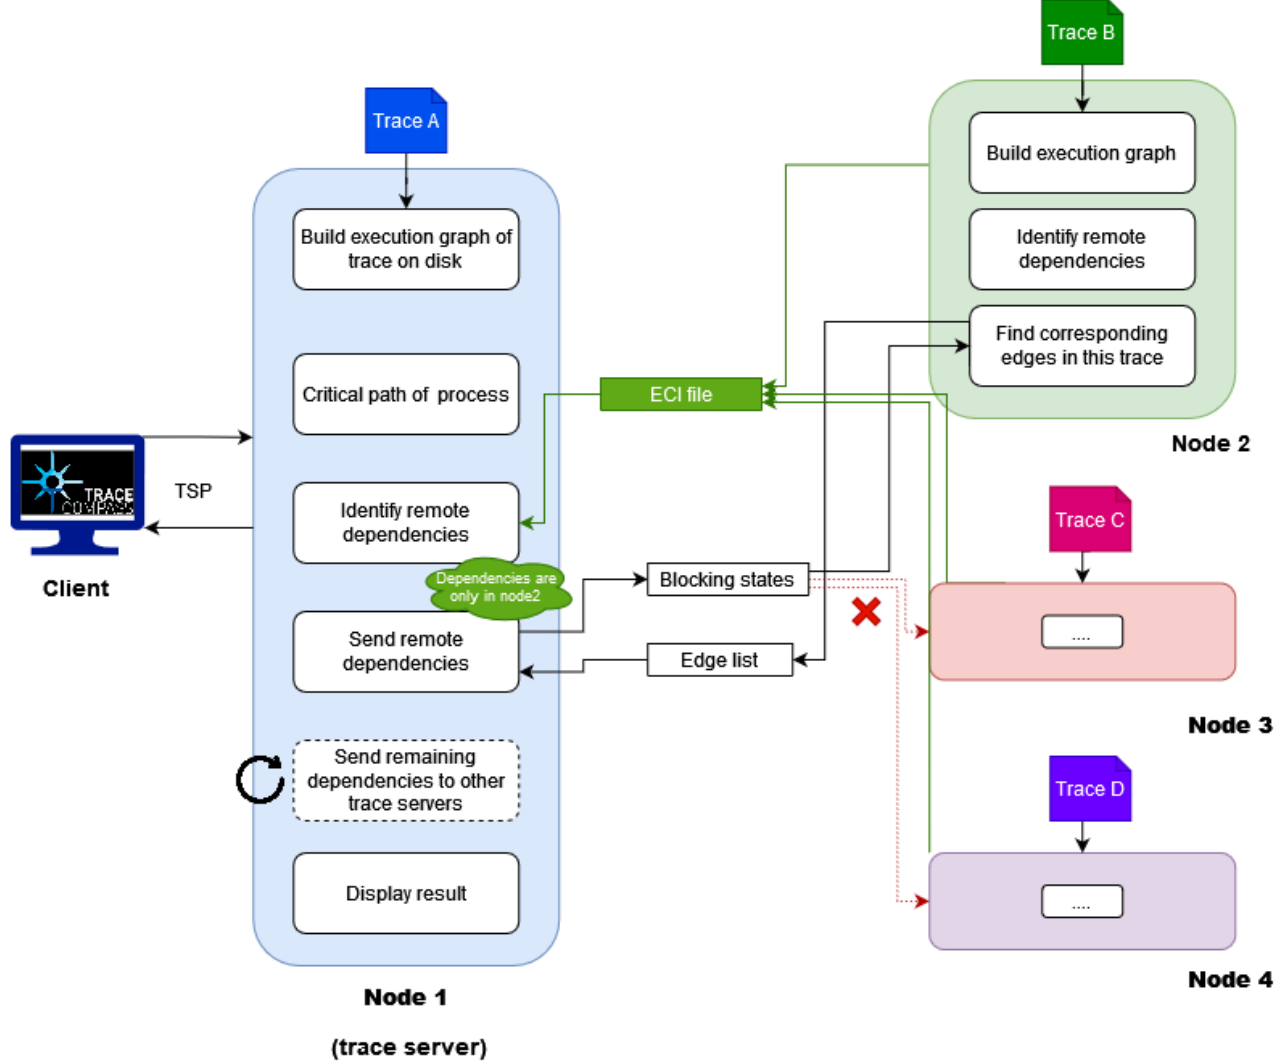 Trace B
Trace A
Build execution graph
Build execution graph of
trace on disk
Identify remote
dependencies
Find corresponding
edges in this trace
Critical path of process
ECI file
Node 2
TRACE
COMPASS
TSP
Identify remote
dependencies
Trace C
Client
Dependencies are
only in node2
Blocking states
Send remote
dependencies
Edge list
....
Node 3
Send remaining
dependencies to other
trace servers
Trace D
Display result
....
Node 4
Node 1
(trace server)